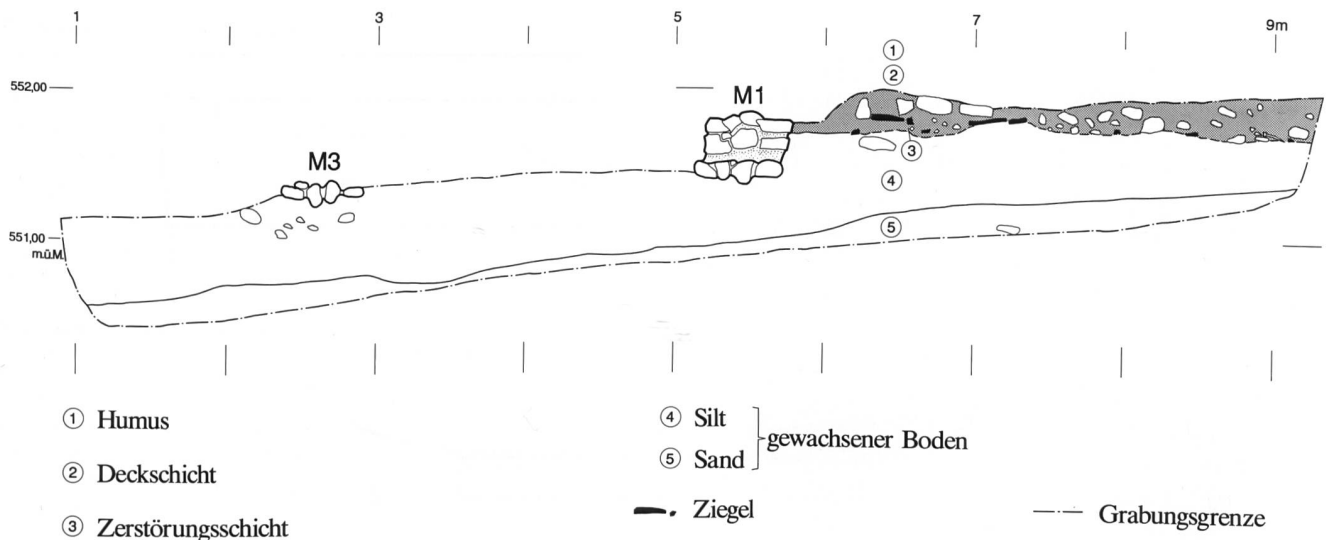 1 3 5 7 9m
552,00
①
②
M1
③
M3
④
551,00
m.ü.M.
⑤
① Humus
② Deckschicht
③ Zerstörungsschicht
④ Silt
⑤ Sand
gewachsener Boden
Ziegel
Grabungsgrenze